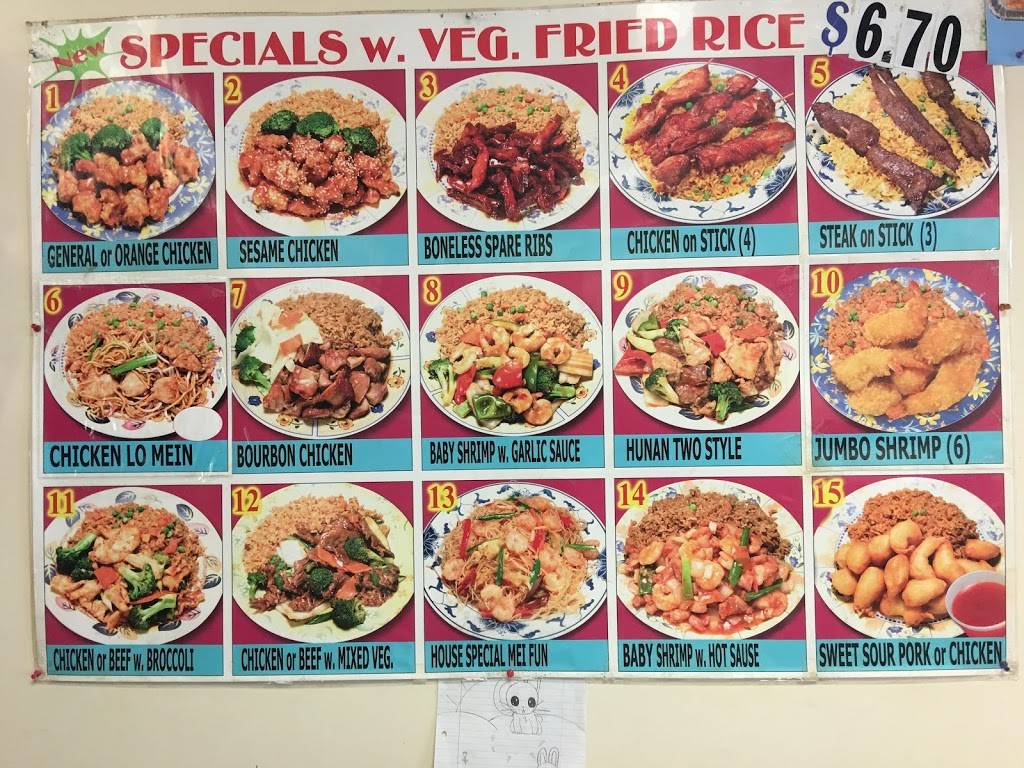 New SPECIALS w. VEG. FRIED RICE $6.70
1
GENERAL or ORANGE CHICKEN
2
SESAME CHICKEN
3
BONELESS SPARE RIBS
4
CHICKEN on STICK (4)
5
STEAK on STICK (3)
6
CHICKEN LO MEIN
7
BOURBON CHICKEN
8
BABY SHRIMP w. GARLIC SAUCE
9
HUNAN TWO STYLE
10
JUMBO SHRIMP (6)
11
CHICKEN or BEEF w. BROCCOLI
12
CHICKEN or BEEF w. MIXED VEG.
13
HOUSE SPECIAL MEI FUN
14
BABY SHRIMP w. HOT SAUSE
15
SWEET SOUR PORK or CHICKEN